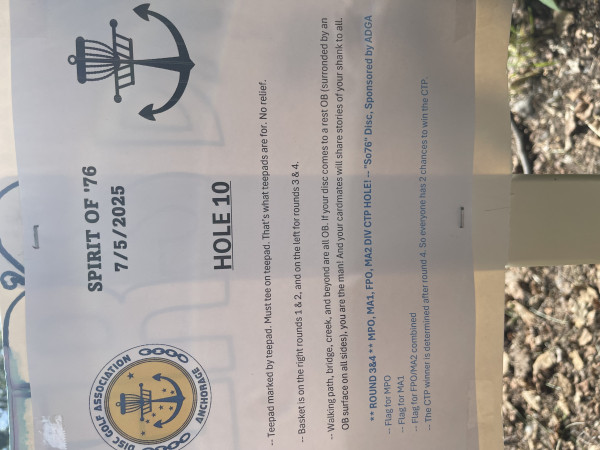 DISC GOLF ASSOCIATION
ANCHORAGE
SPIRIT OF '76
7/5/2025
HOLE 10
-- Teepad marked by teepad. Must tee on teepad. That's what teepads are for. No relief.
-- Basket is on the right rounds 1 & 2, and on the left for rounds 3 & 4.
-- Walking path, bridge, creek, and beyond are all OB. If your disc comes to a rest OB (surronded by an
OB surface on all sides), you are the man! And your cardmates will share stories of your shank to all.
** ROUND 3&4 ** MPO, MA1, FPO, MA2 DIV CTP HOLE! -- "So76" Disc, Sponsored by ADGA
-- Flag for MPO
-- Flag for MA1
-- Flag for FPO/MA2 combined
-- The CTP winner is determined after round 4. So everyone has 2 chances to win the CTP.